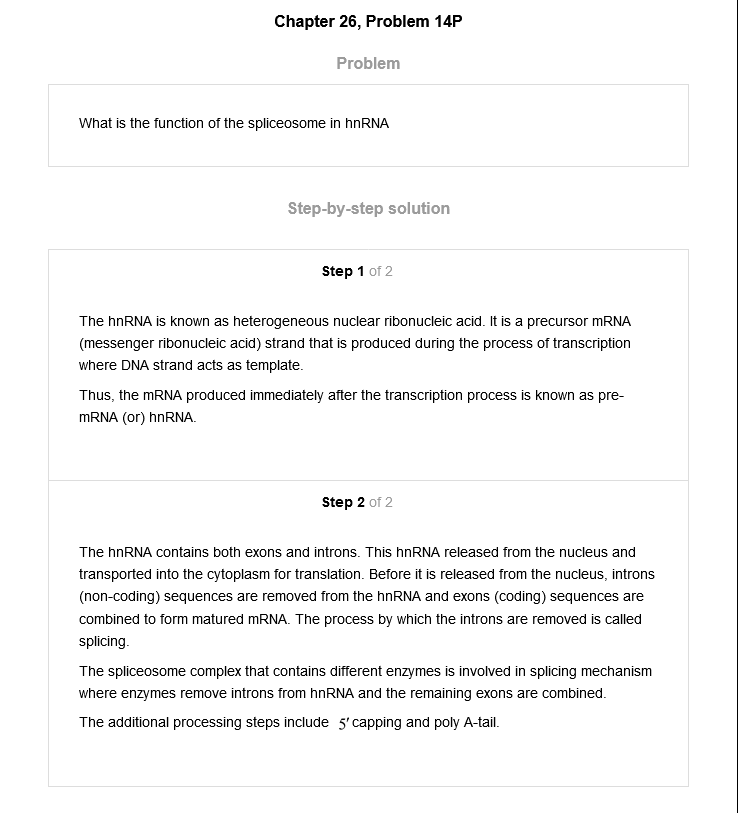 Chapter 26, Problem 14P
Problem
What is the function of the spliceosome in hnRNA
Step-by-step solution
Step 1 of 2
The hnRNA is known as heterogeneous nuclear ribonucleic acid. It is a precursor mRNA
(messenger ribonucleic acid) strand that is produced during the process of transcription
where DNA strand acts as template.
Thus, the mRNA produced immediately after the transcription process is known as pre-
mRNA (or) hnRNA.
Step 2 of 2
The hnRNA contains both exons and introns. This hnRNA released from the nucleus and
transported into the cytoplasm for translation. Before it is released from the nucleus, introns
(non-coding) sequences are removed from the hnRNA and exons (coding) sequences are
combined to form matured mRNA. The process by which the introns are removed is called
splicing.
The spliceosome complex that contains different enzymes is involved in splicing mechanism
where enzymes remove introns from hnRNA and the remaining exons are combined.
The additional processing steps include 5′ capping and poly A-tail.